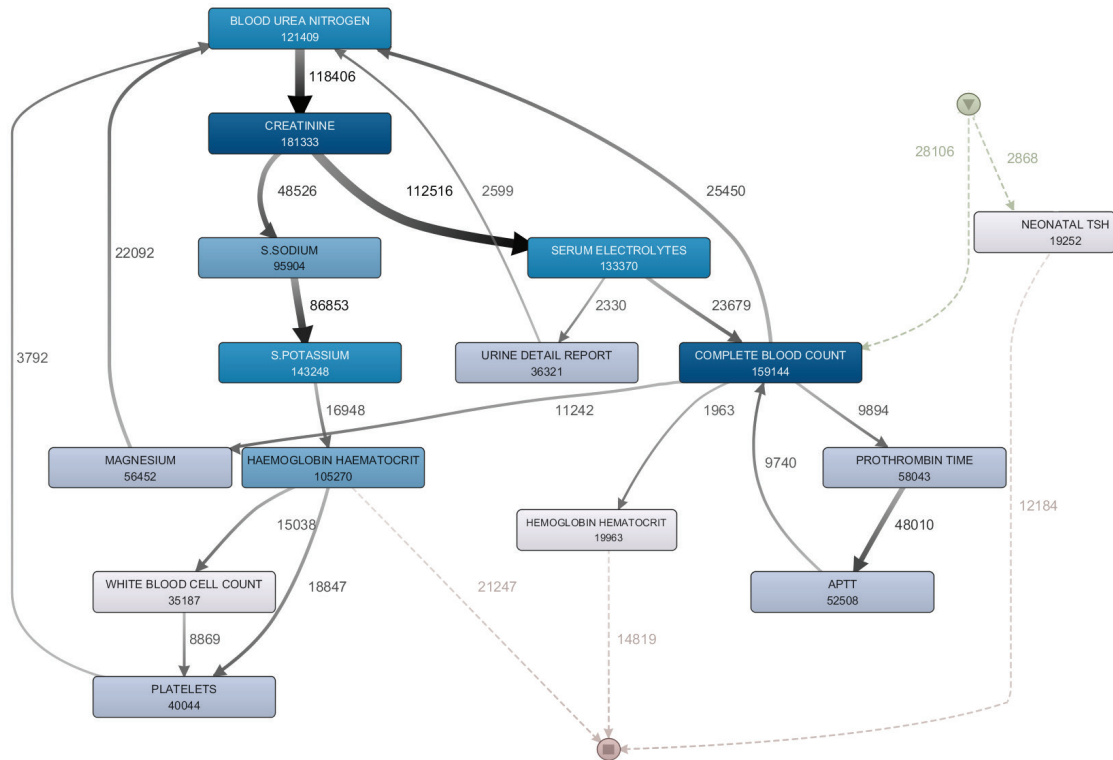 BLOOD UREA NITROGEN
121409
118406
28106
2868
CREATININE
181333
48526
112516
2599
25450
NEONATAL TSH
19252
22092
S.SODIUM
95904
SERUM ELECTROLYTES
133370
86853
2330
23679
3792
S.POTASSIUM
143248
URINE DETAIL REPORT
36321
COMPLETE BLOOD COUNT
159144
16948
11242
1963
9894
MAGNESIUM
56452
HAEMOGLOBIN HAEMATOCRIT
105270
9740
PROTHROMBIN TIME
58043
12184
15038
HEMOGLOBIN HEMATOCRIT
19963
48010
WHITE BLOOD CELL COUNT
35187
18847
21247
APTT
52508
8869
14819
PLATELETS
40044